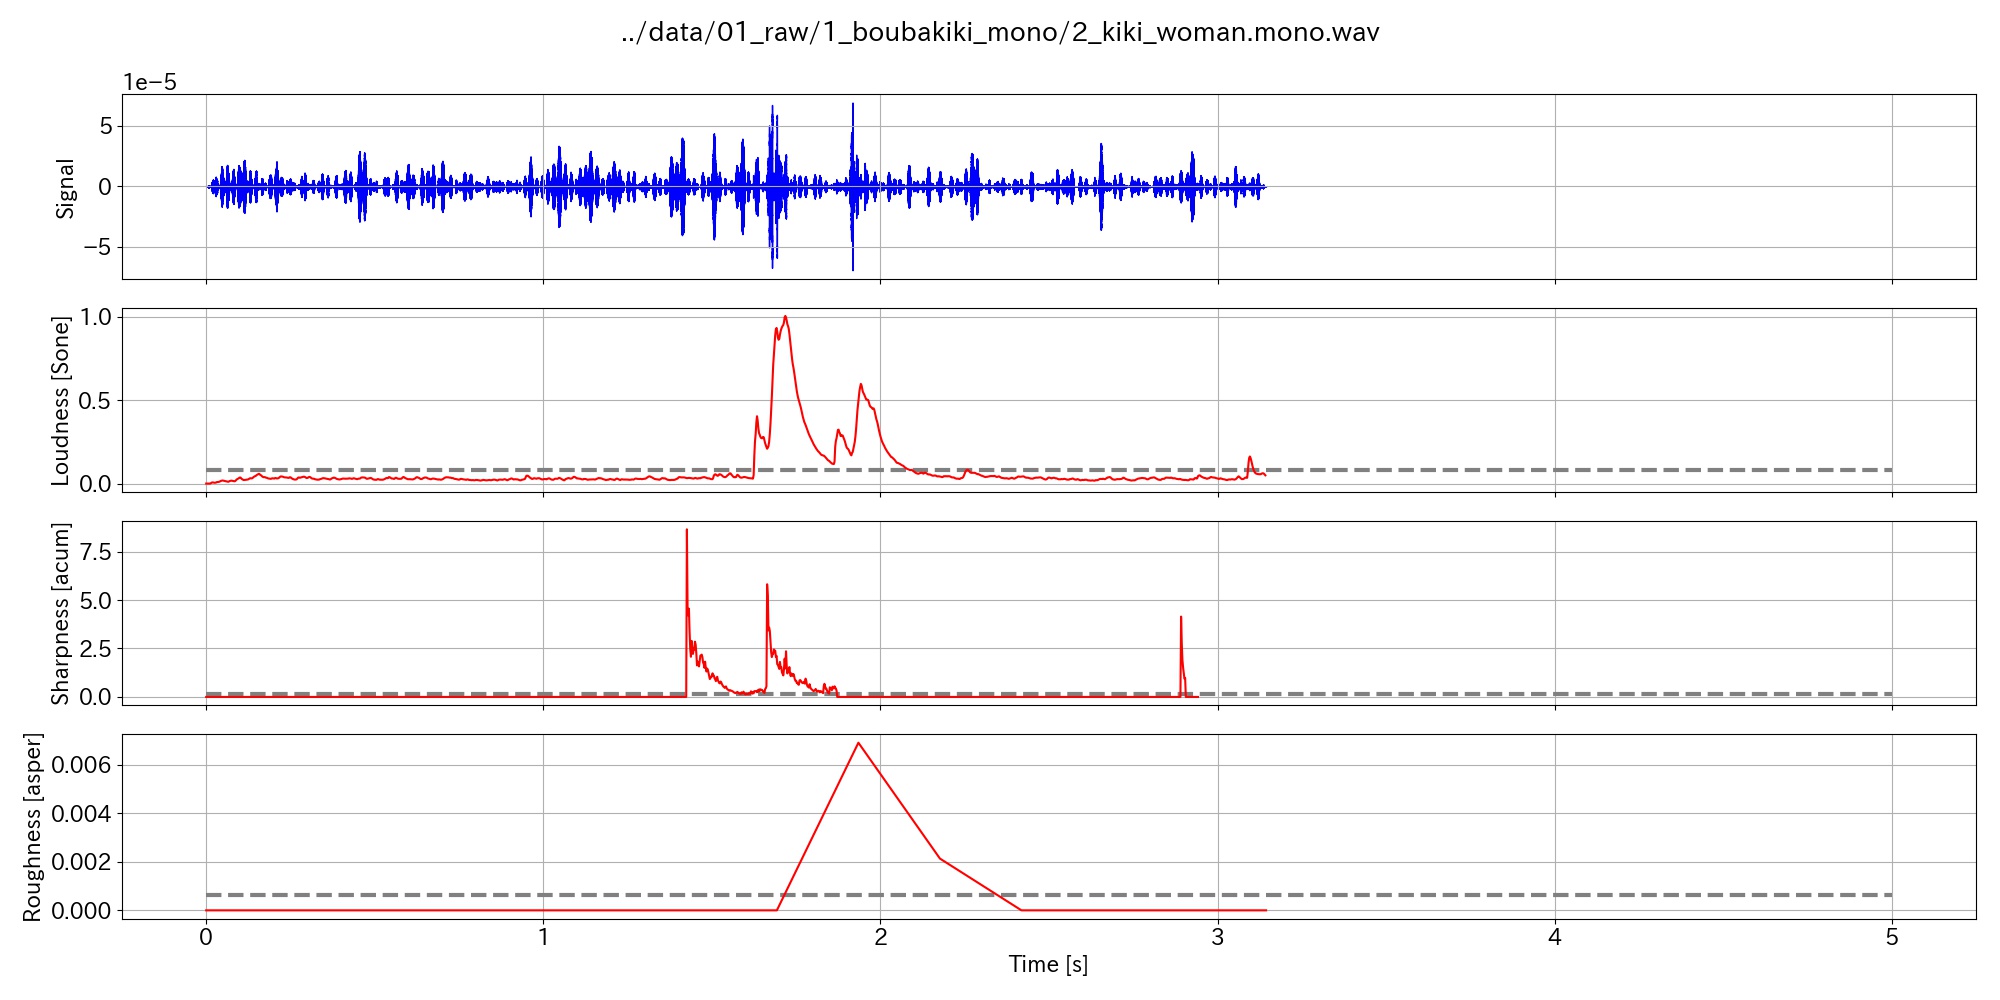 ../data/01_raw/1_boubakiki_mono/2_kiki_woman.mono.wav
1e−5
Signal
5
0
−5
Loudness [Sone]
1.0
0.5
0.0
Sharpness [acum]
7.5
5.0
2.5
0.0
Roughness [asper]
0.006
0.004
0.002
0.000
0 1 2 3 4 5
Time [s]